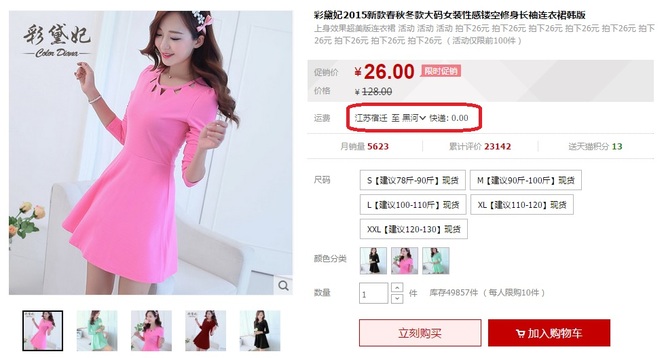 彩黛妃
Color Diana
彩黛妃2015新款春秋冬款大码女装性感镂空修身长袖连衣裙韩版
上身效果超美版连衣裙 活动 活动 活动 拍下26元 拍下26元 拍下26元 拍下
26元 拍下26元 拍下26元 拍下26元 （活动仅限前100件）
促销价 ¥ 26.00 限时促销
价格 ¥ 128.00
运费 江苏宿迁 至 黑河 快递: 0.00
月销量 5623 累计评价 23142 送天猫积分 13
尺码 S【建议78斤-90斤】现货 M【建议90斤-100斤】现货
L【建议100-110斤】现货 XL【建议110-120】现货
XXL【建议120-130】现货
颜色分类
数量 1 件 库存49857件 （每人限购10件）
立刻购买 加入购物车